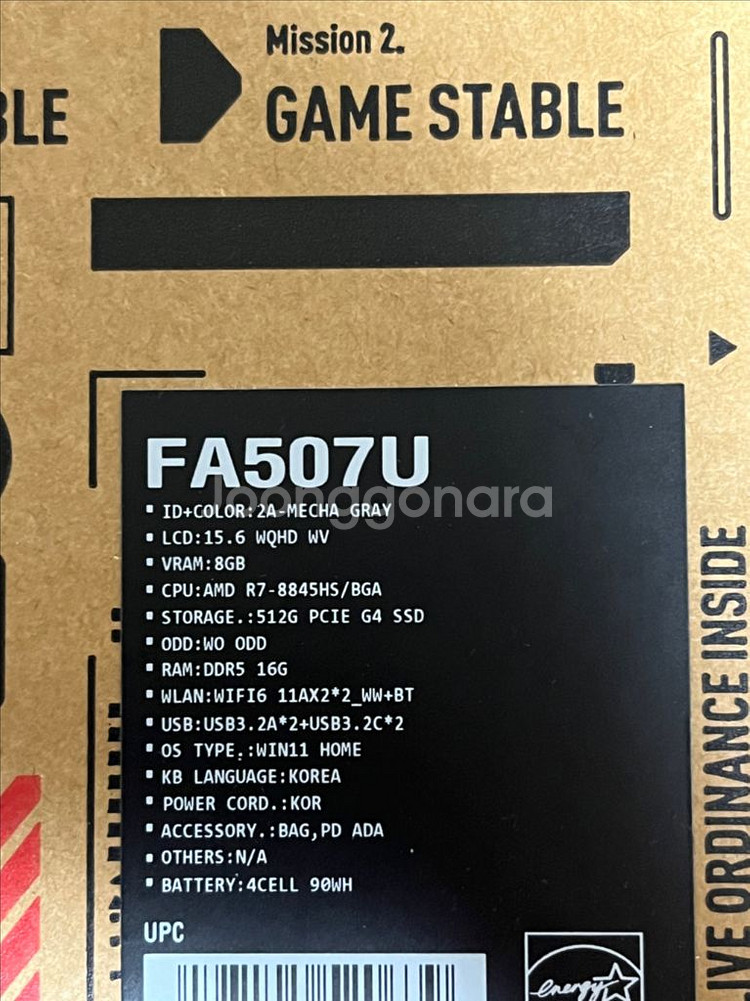 Mission 2.
GAME STABLE
BLE
FA507U
joonggonara
ID+COLOR:2A-MECHA GRAY
LCD:15.6 WQHD WV
VRAM:8GB
CPU:AMD R7-8845HS/BGA
STORAGE.:512G PCIE G4 SSD
ODD:WO ODD
RAM:DDR5 16G
WLAN:WIFI6 11AX2*2_WW+BT
USB:USB3.2A*2+USB3.2C*2
OS TYPE.:WIN11 HOME
KB LANGUAGE:KOREA
POWER CORD.:KOR
ACCESSORY.:BAG,PD ADA
OTHERS:N/A
BATTERY:4CELL 90WH
UPC
energy
IVE ORDINANCE INSIDE